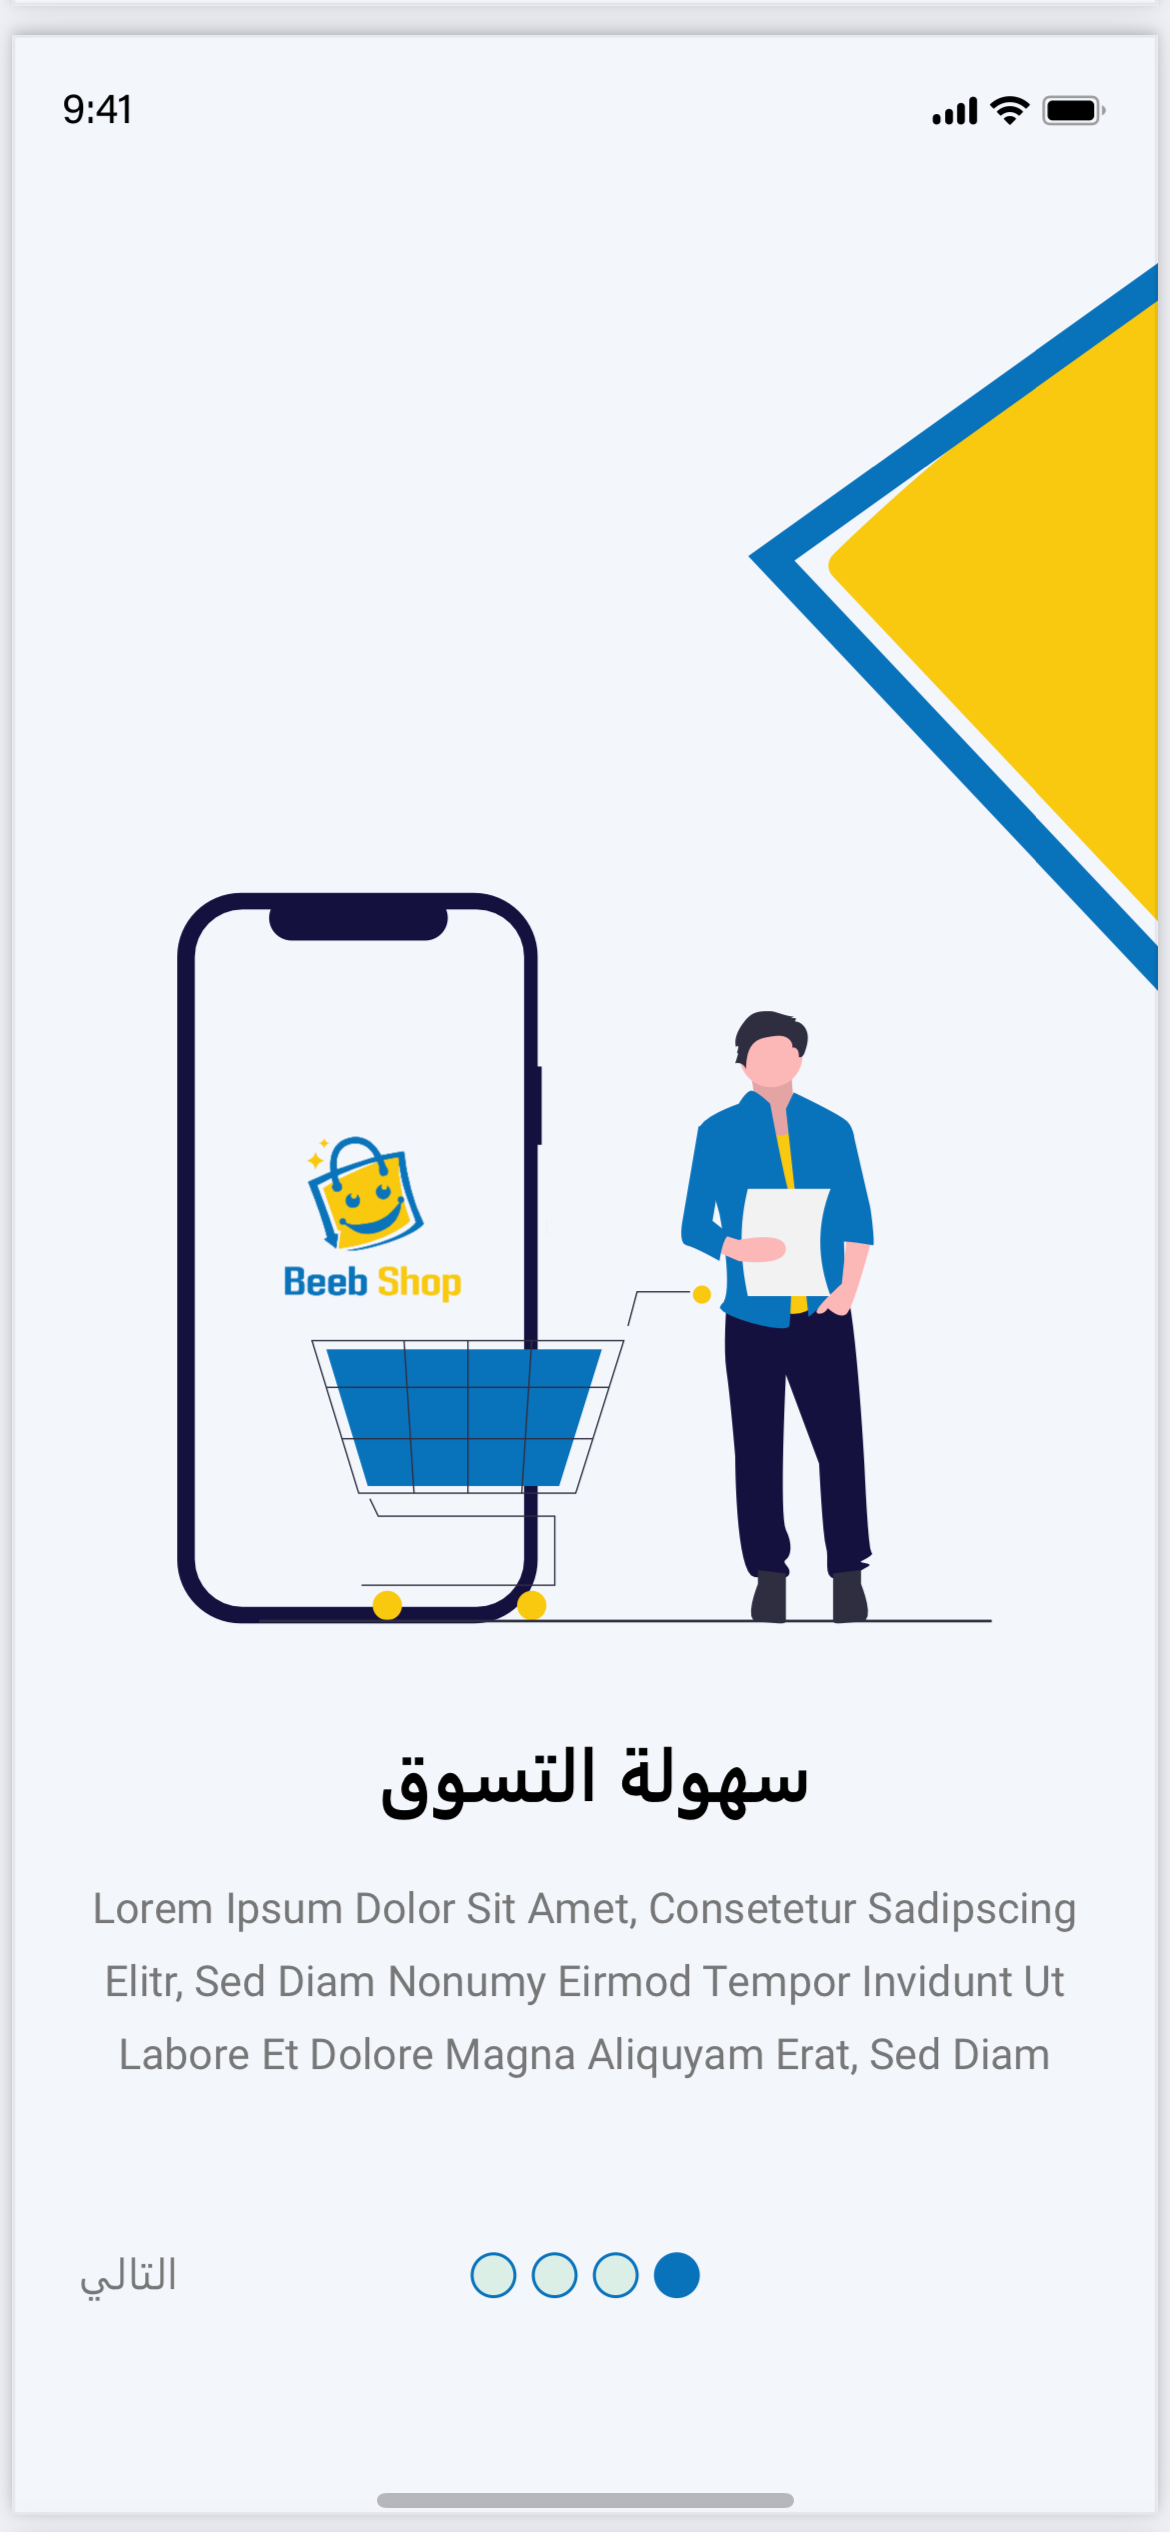 9:41
Beeb Shop
سهولة التسوق
Lorem Ipsum Dolor Sit Amet, Consetetur Sadipscing
Elitr, Sed Diam Nonumy Eirmod Tempor Invidunt Ut
Labore Et Dolore Magna Aliquyam Erat, Sed Diam
التالي